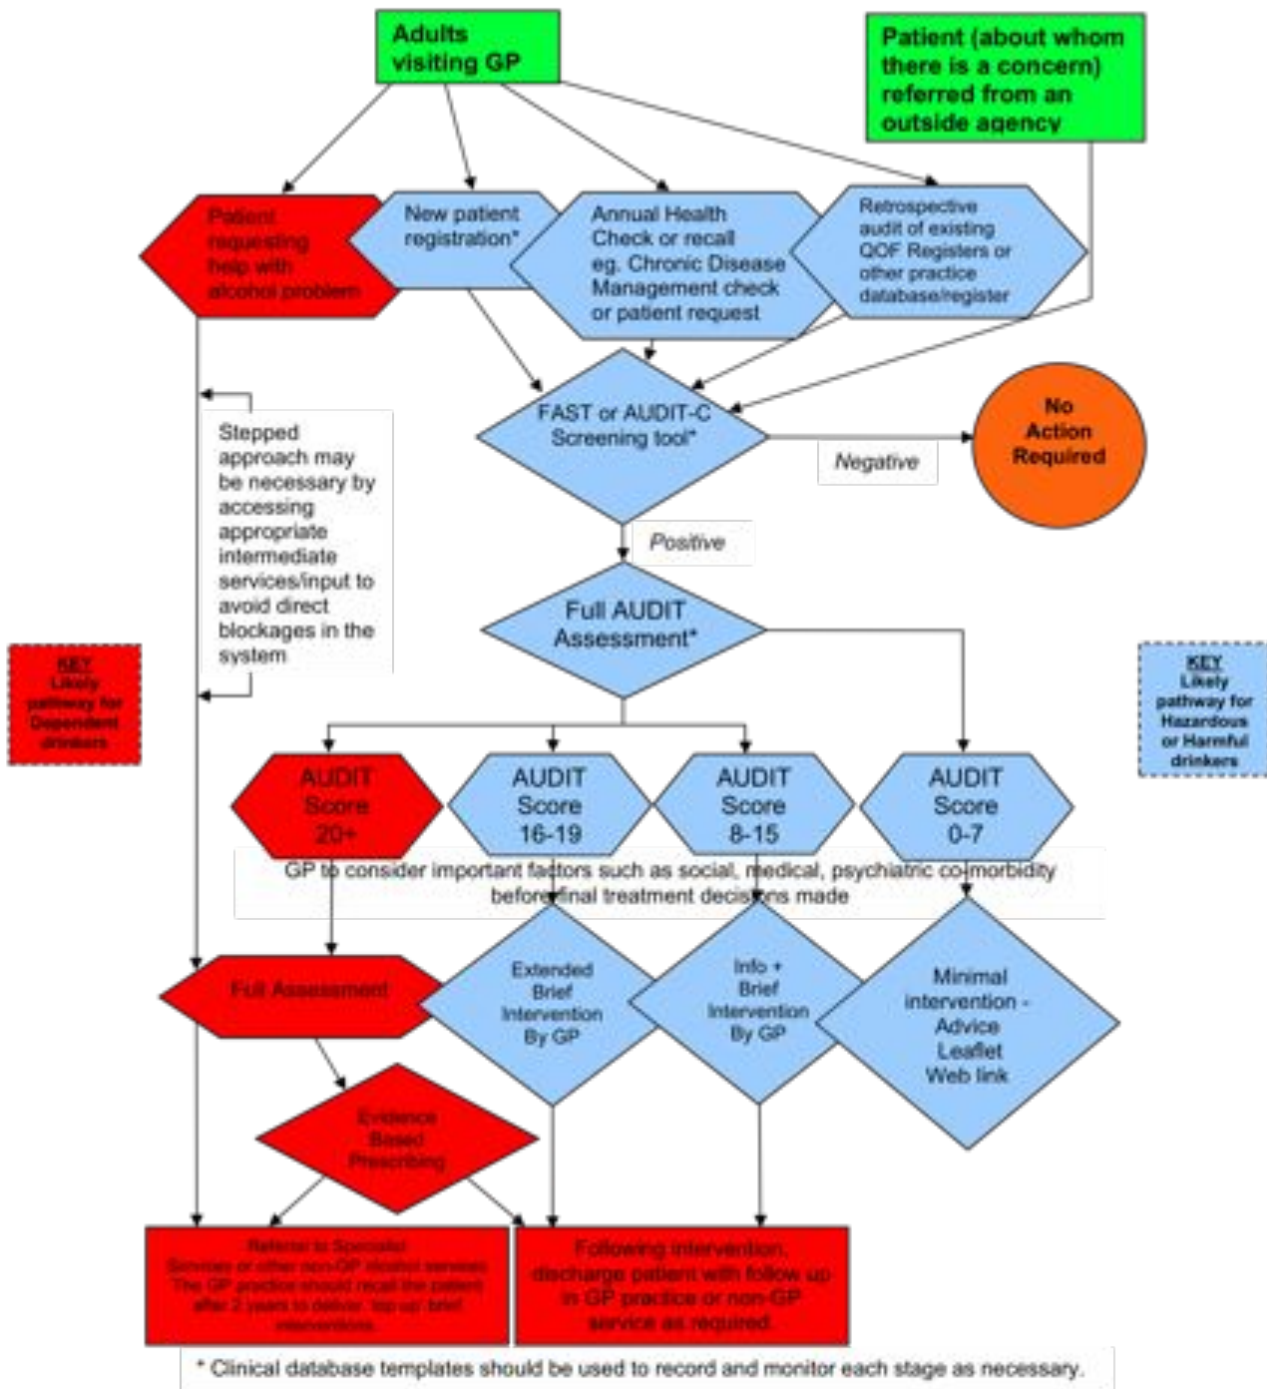 Adults
visiting GP
Patient (about whom
there is a concern)
referred from an
outside agency
Patient
requesting
help with
alcohol problem
New patient
registration*
Annual Health
Check or recall
eg. Chronic Disease
Management check
or patient request
Retrospective
audit of existing
QOF Registers or
other practice
database/register
FAST or AUDIT-C
Screening tool*
Negative
No
Action
Required
Stepped
approach may
be necessary by
accessing
appropriate
intermediate
services/input to
avoid direct
blockages in the
system
Positive
Full AUDIT
Assessment*
KEY
Likely
pathway for
Dependent
drinkers
KEY
Likely
pathway for
Hazardous
or Harmful
drinkers
AUDIT
Score
20+
AUDIT
Score
16-19
AUDIT
Score
8-15
AUDIT
Score
0-7
GP to consider important factors such as social, medical, psychiatric co-morbidity
before final treatment decisions made
Full Assessment
Extended
Brief
Intervention
By GP
Info +
Brief
Intervention
By GP
Minimal
intervention -
Advice
Leaflet
Web link
Evidence
Based
Prescribing
Referral to Specialist
Services or other non-GP alcohol services
The GP practice should recall the patient
after 2 years to deliver 'top up' brief
interventions.
Following intervention,
discharge patient with follow up
in GP practice or non-GP
service as required.
* Clinical database templates should be used to record and monitor each stage as necessary.